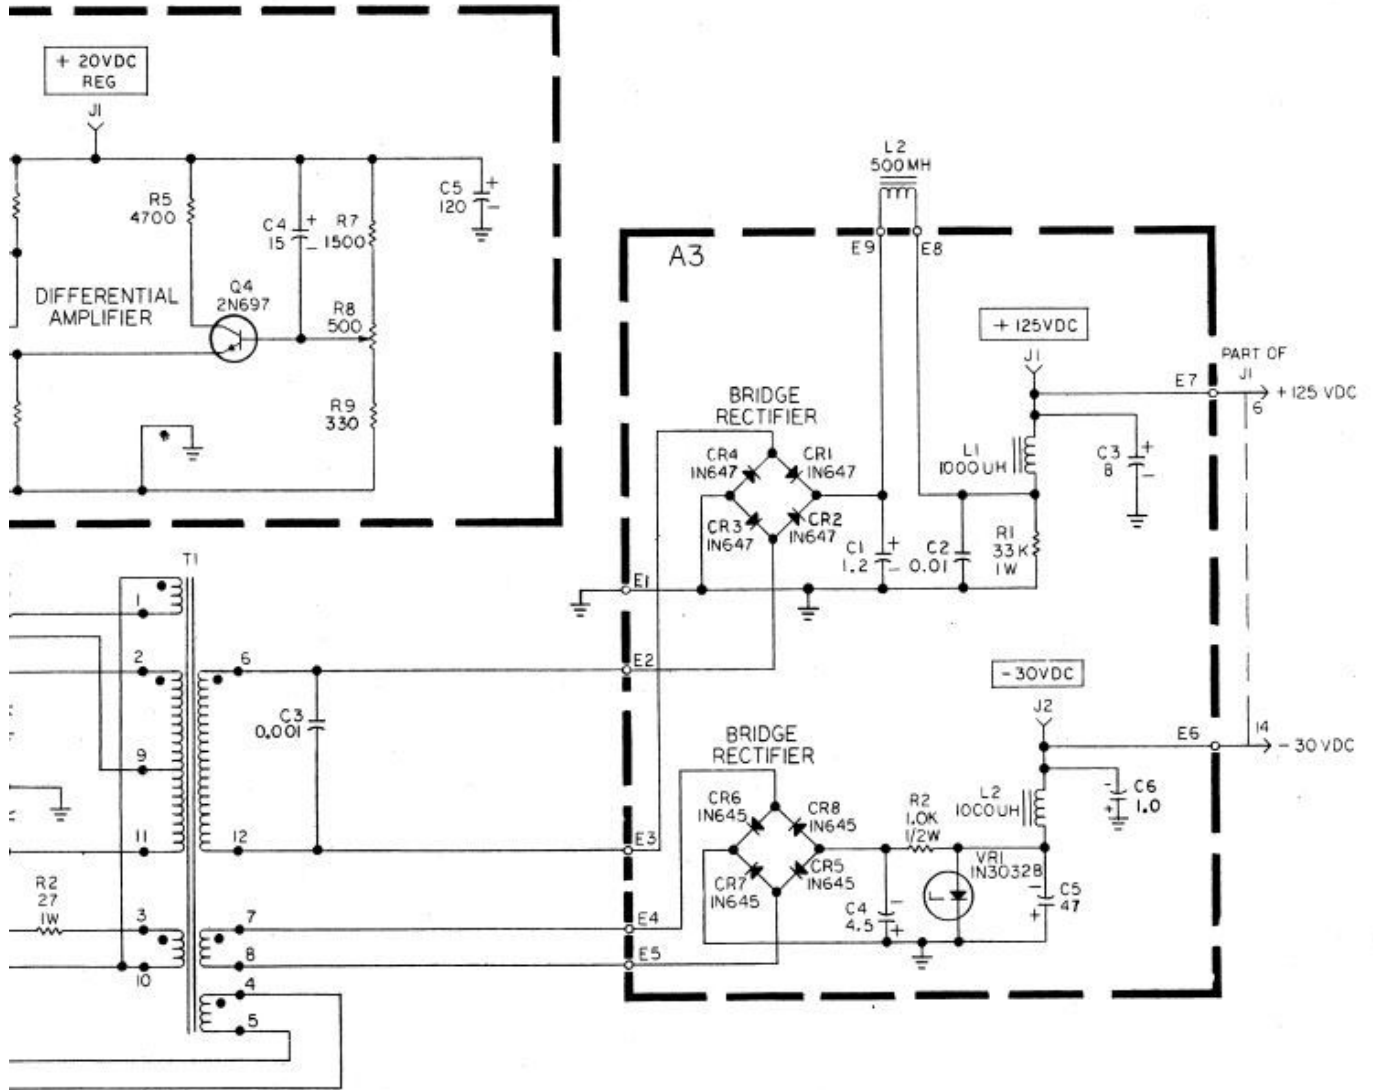 + 20VDC
REG
J1
R5
4700
C4
15
+
–
R7
1500
C5
120
+
–
DIFFERENTIAL
AMPLIFIER
Q4
2N697
R8
500
R9
330
L2
500MH
E9
E8
A3
+125VDC
J1
E7
PART OF
J1
6
+125 VDC
BRIDGE
RECTIFIER
CR4
IN647
CR1
IN647
CR3
IN647
CR2
IN647
L1
1000UH
C3
8
+
–
C1
1.2
+
–
C2
0.01
R1
33K
1W
E1
E2
E3
E4
E5
T1
1
2
9
11
3
10
6
12
7
8
4
5
C3
0.001
R2
27
1W
-30VDC
J2
E6
14
-30VDC
BRIDGE
RECTIFIER
CR6
IN645
CR8
IN645
CR7
IN645
CR5
IN645
R2
1.0K
1/2W
L2
1000UH
C6
1.0
-
+
VR1
IN3032B
C4
4.5
–
+
C5
47
–
+